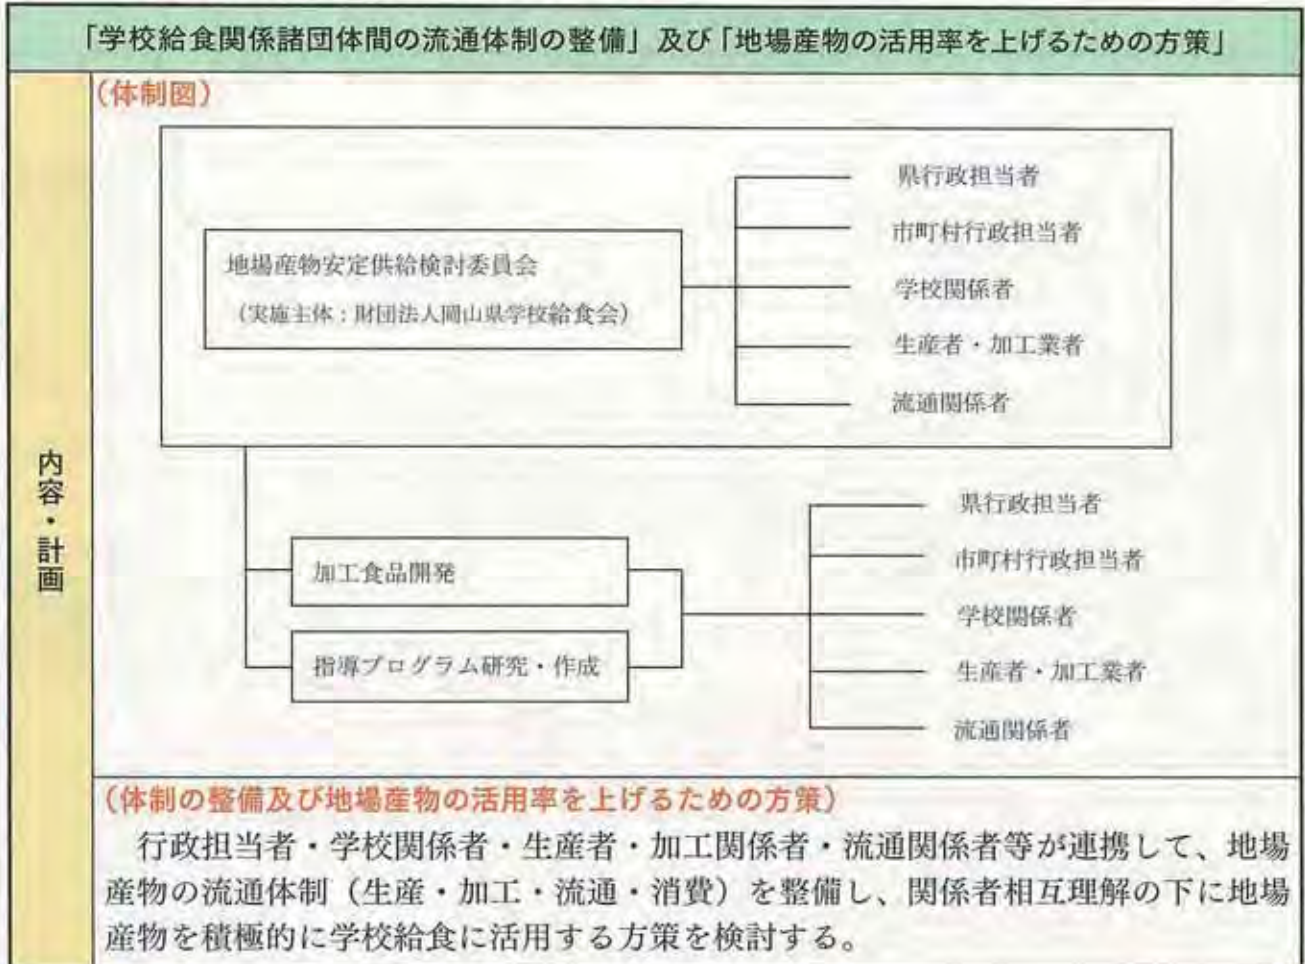 「学校給食関係諸団体間の流通体制の整備」及び「地場産物の活用率を上げるための方策」
内容・計画
(体制図)
地場産物安定供給検討委員会
(実施主体:財団法人岡山県学校給食会)
県行政担当者
市町村行政担当者
学校関係者
生産者・加工業者
流通関係者
加工食品開発
指導プログラム研究・作成
県行政担当者
市町村行政担当者
学校関係者
生産者・加工業者
流通関係者
(体制の整備及び地場産物の活用率を上げるための方策)
行政担当者・学校関係者・生産者・加工関係者・流通関係者等が連携して、地場
産物の流通体制(生産・加工・流通・消費)を整備し、関係者相互理解の下に地場
産物を積極的に学校給食に活用する方策を検討する。